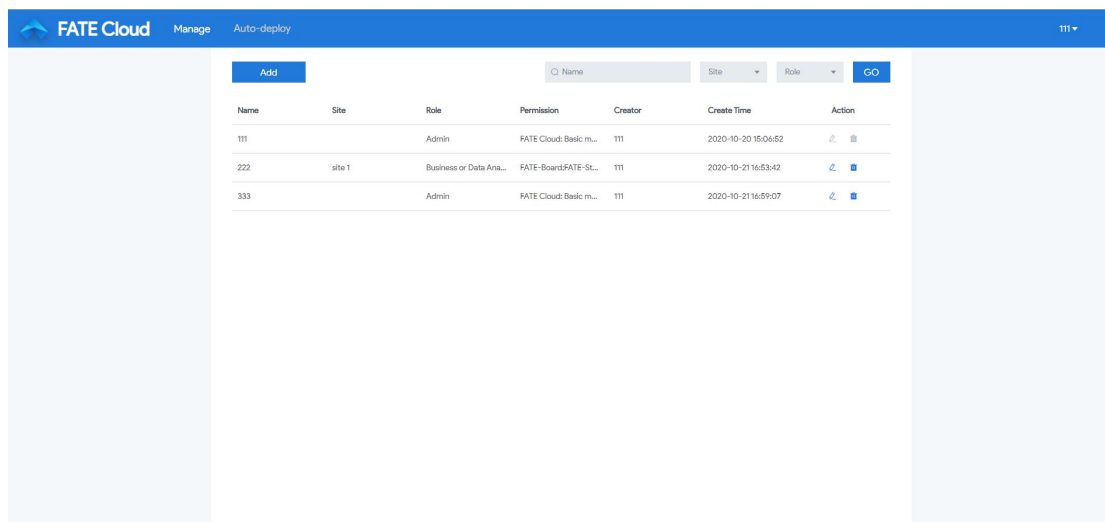 FATE Cloud Manage Auto-deploy 111
Add Name Site Role GO
Name Site Role Permission Creator Create Time Action
111 Admin FATE Cloud: Basic m... 111 2020-10-20 15:06:52
222 site 1 Business or Data Ana... FATE-Board;FATE-St... 111 2020-10-21 16:53:42
333 Admin FATE Cloud: Basic m... 111 2020-10-21 16:59:07